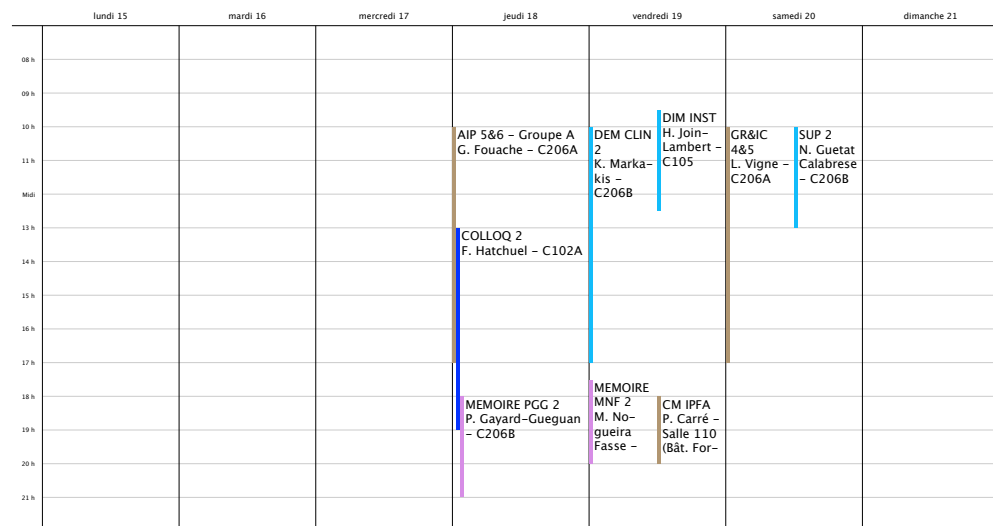 lundi 15
mardi 16
mercredi 17
jeudi 18
vendredi 19
samedi 20
dimanche 21
08 h
09 h
10 h
11 h
Midi
13 h
14 h
15 h
16 h
17 h
18 h
19 h
20 h
21 h
AIP 5&6 – Groupe A
G. Fouache – C206A
COLLOQ 2
F. Hatchuel – C102A
MEMOIRE PGG 2
P. Gayard–Gueguan
– C206B
DEM CLIN
2
K. Marka–
kis –
C206B
DIM INST
H. Join–
Lambert –
C105
MEMOIRE
MNF 2
M. No–
gueira
Fasse –
CM IPFA
P. Carré –
Salle 110
(Bât. For–
GR&IC
4&5
L. Vigne –
C206A
SUP 2
N. Guetat
Calabrese
– C206B